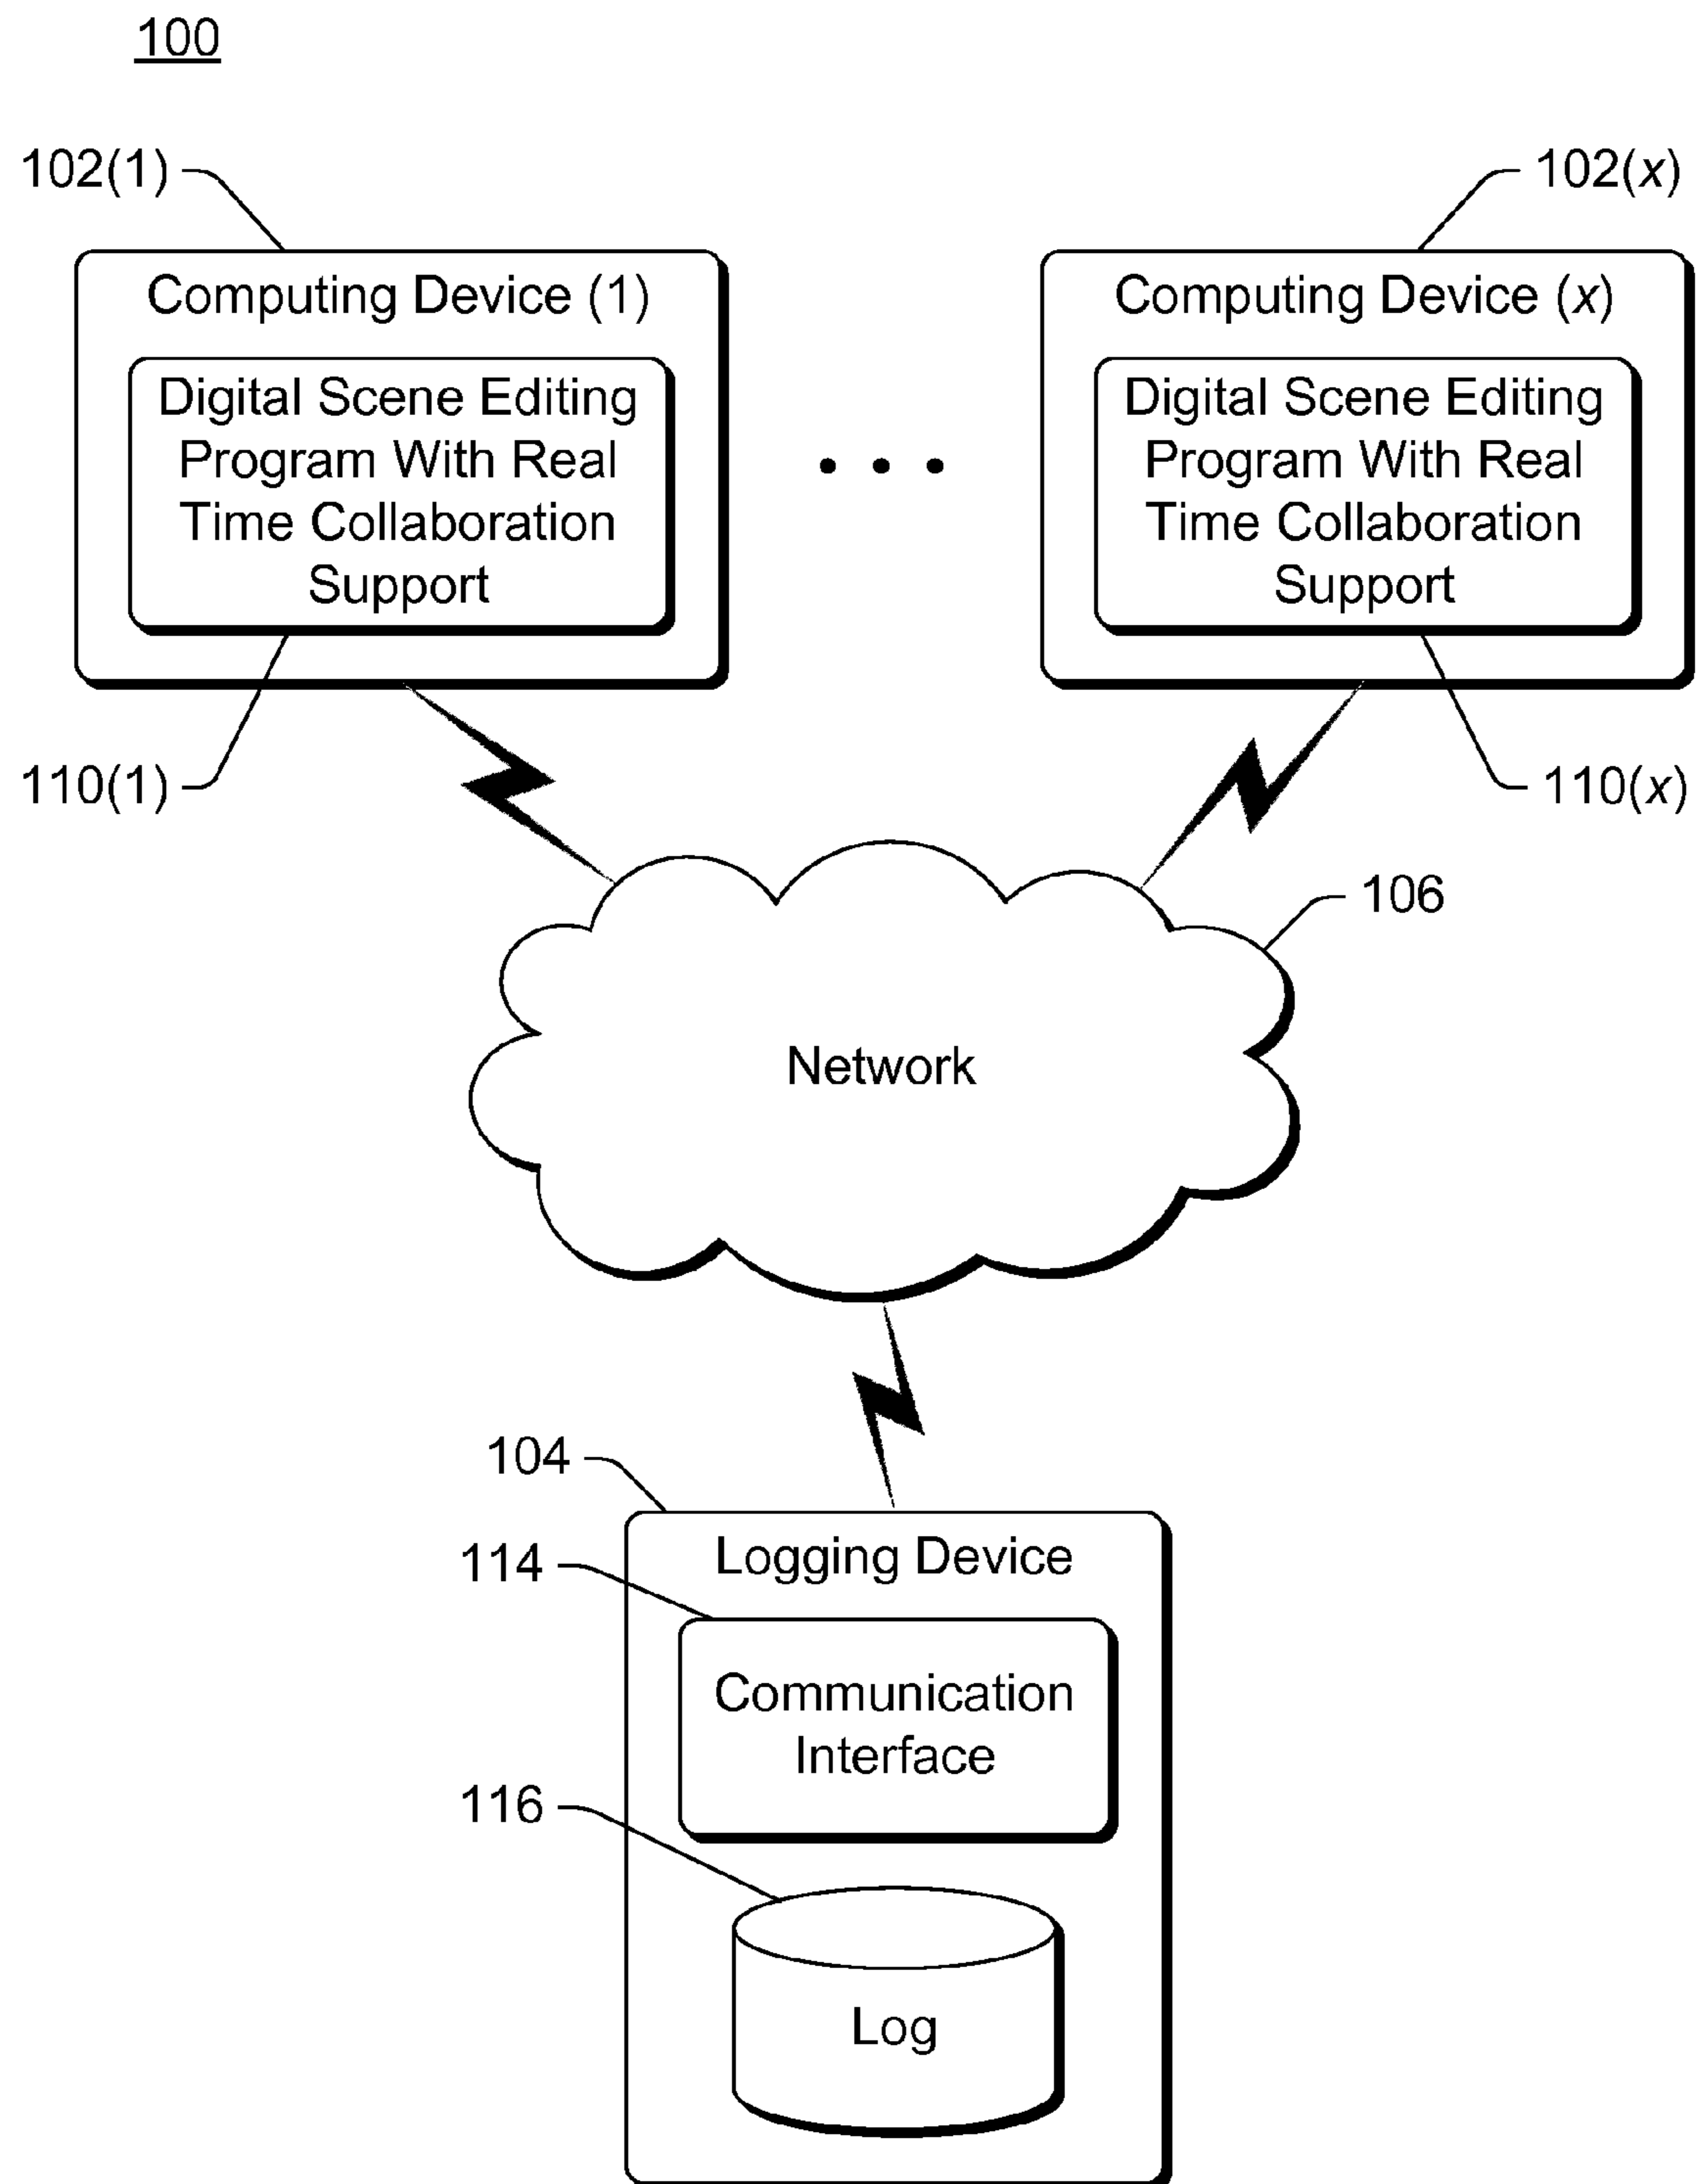 100
102(1)
102(x)
Computing Device (1)
Digital Scene Editing
Program With Real
Time Collaboration
Support
• • •
Computing Device (x)
Digital Scene Editing
Program With Real
Time Collaboration
Support
110(1)
110(x)
106
Network
104
Logging Device
114
Communication
Interface
116
Log